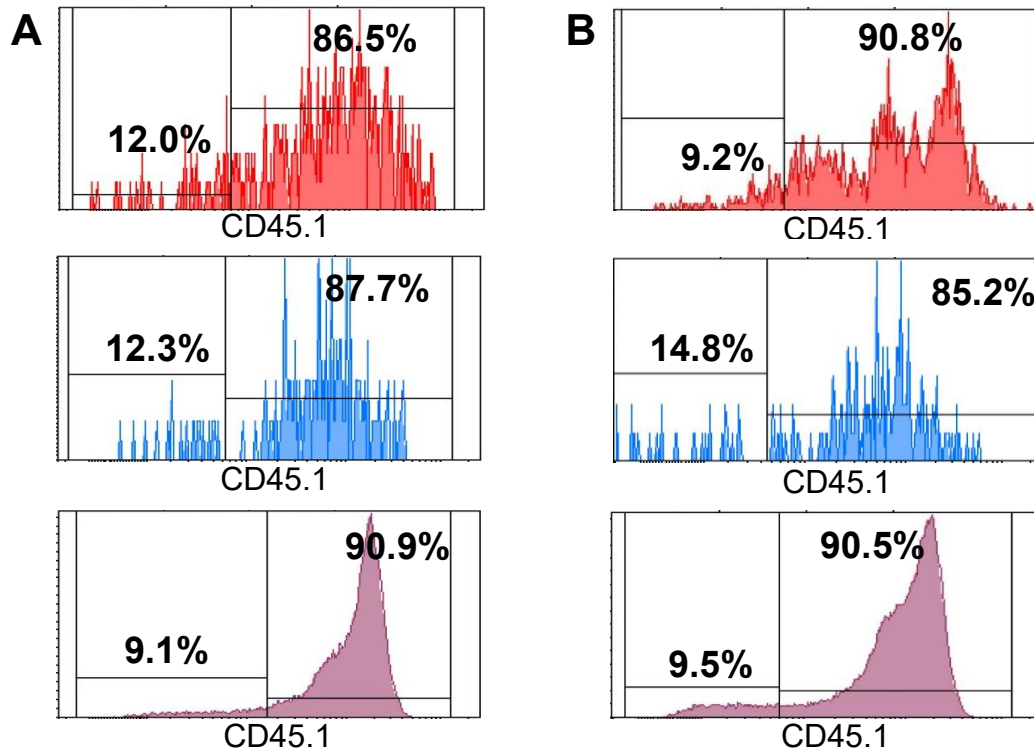 A
86.5%
12.0%
CD45.1
87.7%
12.3%
CD45.1
90.9%
9.1%
CD45.1
B
90.8%
9.2%
CD45.1
85.2%
14.8%
CD45.1
90.5%
9.5%
CD45.1